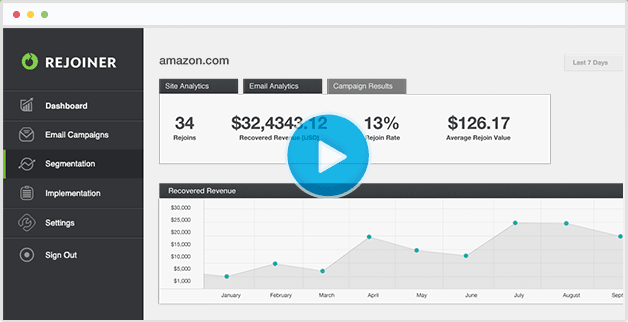 REJOINER
Dashboard
Email Campaigns
Segmentation
Implementation
Settings
Sign Out
amazon.com
Last 7 Days
Site Analytics Email Analytics Campaign Results
34 $32,4343.12 13% $126.17
Rejoins Recovered Revenue (USD) Rejoin Rate Average Rejoin Value
Recovered Revenue
$30,000
$25,000
$20,000
$15,000
$10,000
$5,000
$1,000
January February March April May June July August Sept